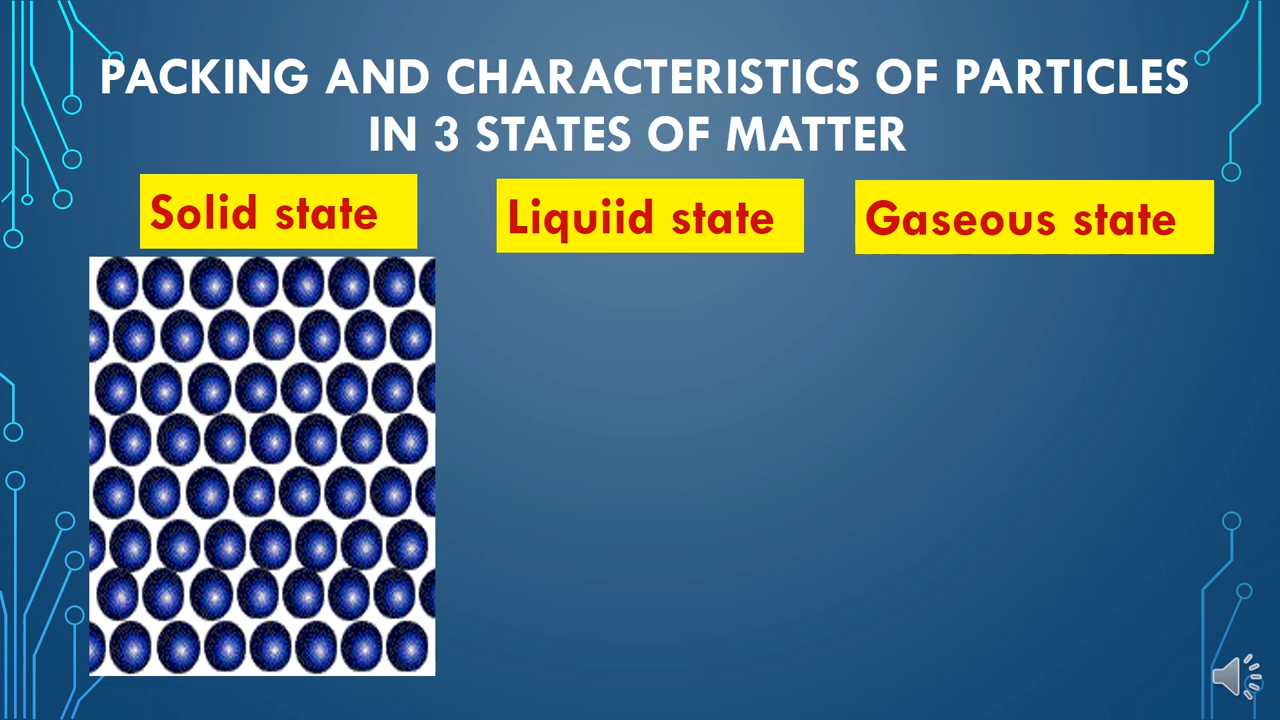 PACKING AND CHARACTERISTICS OF PARTICLES
IN 3 STATES OF MATTER
Solid state
Liquiid state
Gaseous state